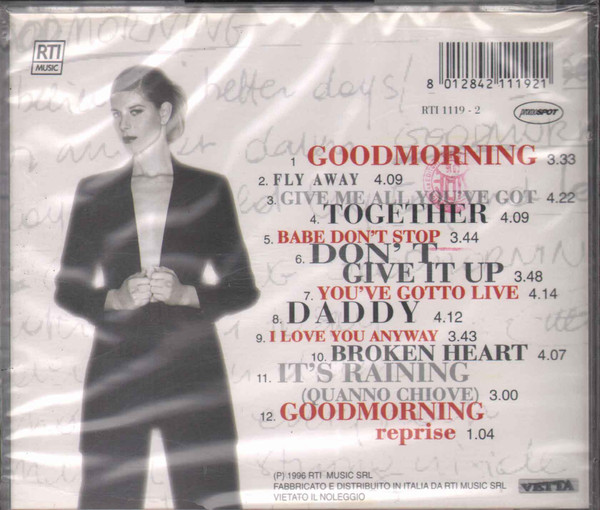 GOODMORNING
better days!
RTI
MUSIC
8 012842 111921
RTI 1119 - 2
SPOT
1 GOODMORNING 3.33
2. FLY AWAY 4.09
3. GIVE ME ALL YOU'VE GOT 4.22
4. TOGETHER 4.09
5. BABE DON'T STOP 3.44
6. DON'T
GIVE IT UP 3.48
7. YOU'VE GOTTO LIVE 4.14
8. DADDY 4.12
9. I LOVE YOU ANYWAY 3.43
10. BROKEN HEART 4.07
11. IT'S RAINING
(QUANNO CHIOVE) 3.00
12. GOODMORNING
reprise 1.04
(P) 1996 RTI MUSIC SRL
FABBRICATO E DISTRIBUITO IN ITALIA DA RTI MUSIC SRL
VIETATO IL NOLEGGIO
VETTA